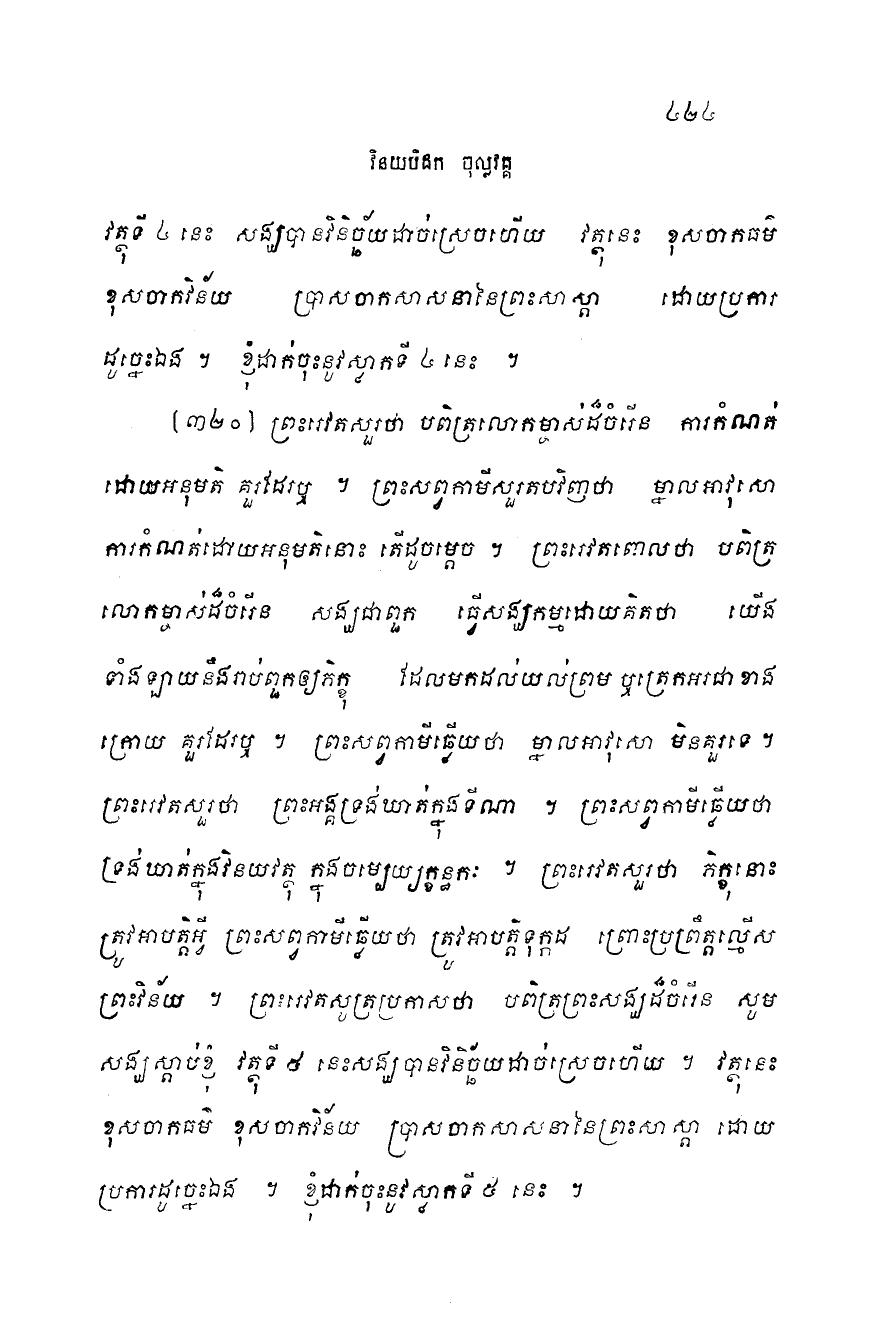 ៤២៤
វិនយបិដក ចុល្លវគ្គ
វត្ថុទី ៤ នេះ សង្ឃបានវិនិច្ឆ័យដាច់ស្រេចហើយ វត្ថុនេះ ខុសចាកធម៌
ខុសចាកវិន័យ ប្រាសចាកសាសនានៃព្រះសាស្តា ដោយប្រការ
ដូច្នេះឯង ។ ខ្ញុំដាក់ចុះនូវស្លាកទី ៤ នេះ ។
(៣២០) ព្រះរេវតសួរថា បពិត្រលោកម្ចាស់ដ៏ចំរើន ការកំណត់
ដោយអនុមតិ គួរដែរឬ ។ ព្រះសព្វកាមីសួរតបវិញថា ម្នាលអាវុសោ
ការកំណត់ដោយអនុមតិនោះ តើដូចម្តេច ។ ព្រះរេវតពោលថា បពិត្រ
លោកម្ចាស់ដ៏ចំរើន សង្ឃជាពួក ធ្វើសង្ឃកម្មដោយគិតថា យើង
ទាំងឡាយនឹងរាប់ពួកឲ្យភិក្ខុ ដែលមកដល់យល់ព្រម ឬត្រេកអរជាខាង
ក្រោយ គួរដែរឬ ។ ព្រះសព្វកាមីឆ្លើយថា ម្នាលអាវុសោ មិនគួរទេ ។
ព្រះរេវតសួរថា ព្រះអង្គទ្រង់ឃាត់ក្នុងទីណា ។ ព្រះសព្វកាមីឆ្លើយថា
ទ្រង់ឃាត់ក្នុងវិនយវត្ថុ ក្នុងចម្បេយ្យក្ខន្ធកៈ ។ ព្រះរេវតសួរថា ភិក្ខុនោះ
ត្រូវអាបត្តិអ្វី ព្រះសព្វកាមីឆ្លើយថា ត្រូវអាបត្តិទុក្កដ ព្រោះប្រព្រឹត្តល្មើស
ព្រះវិន័យ ។ ព្រះរេវតសូត្រប្រកាសថា បពិត្រព្រះសង្ឃដ៏ចំរើន សូម
សង្ឃស្តាប់ខ្ញុំ វត្ថុទី ៥ នេះសង្ឃបានវិនិច្ឆ័យដាច់ស្រេចហើយ ។ វត្ថុនេះ
ខុសចាកធម៌ ខុសចាកវិន័យ ប្រាសចាកសាសនានៃព្រះសាស្តា ដោយ
ប្រការដូច្នេះឯង ។ ខ្ញុំដាក់ចុះនូវស្លាកទី ៥ នេះ ។